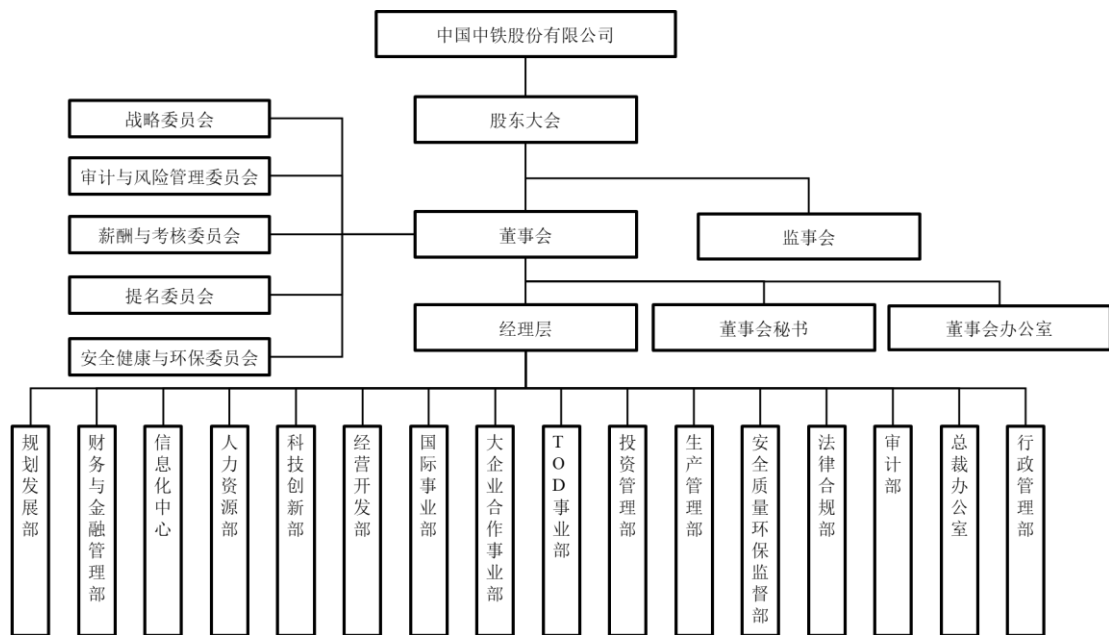 中国中铁股份有限公司
股东大会
战略委员会
审计与风险管理委员会
薪酬与考核委员会
提名委员会
安全健康与环保委员会
董事会
监事会
经理层
董事会秘书
董事会办公室
规划发展部
财务与金融管理部
信息化中心
人力资源部
科技创新部
经营开发部
国际事业部
大企业合作事业部
TOD事业部
投资管理部
生产管理部
安全质量环保监督部
法律合规部
审计部
总裁办公室
行政管理部